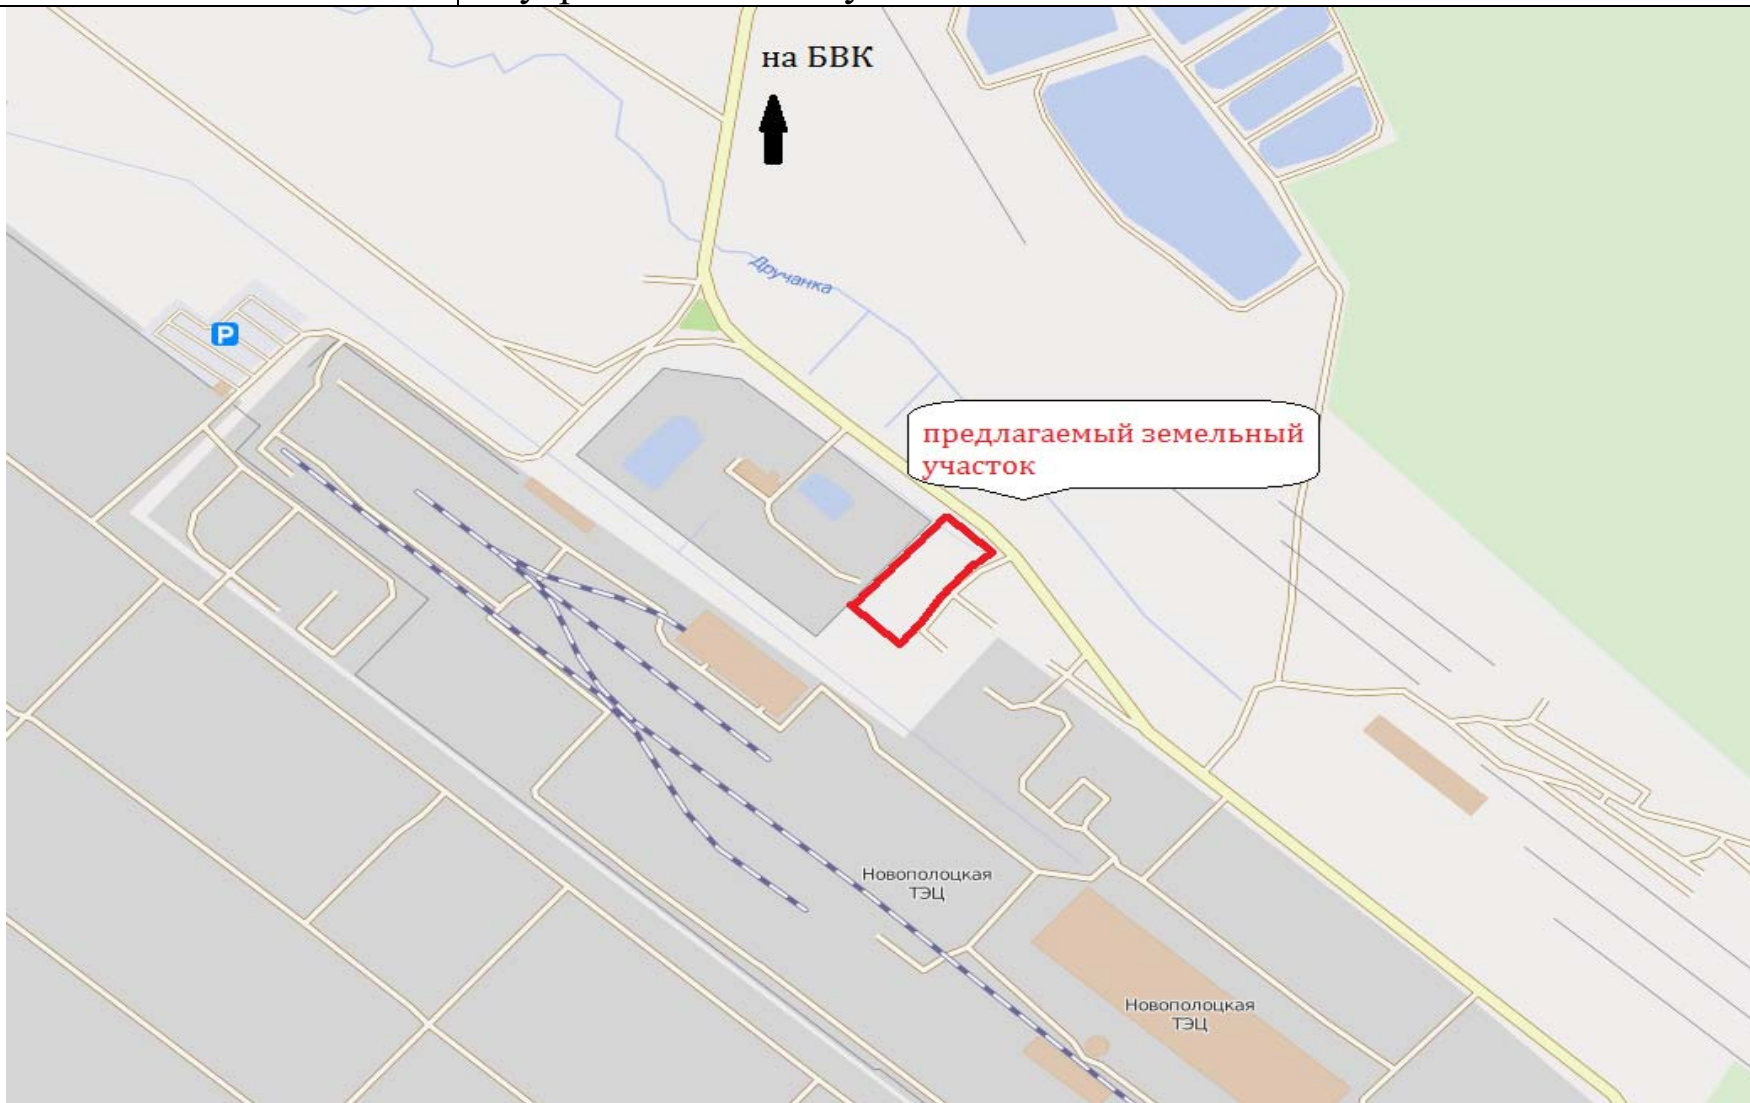 на БВК
Дручанка
P
предлагаемый земельный
участок
Новополоцкая
ТЭЦ
Новополоцкая
ТЭЦ